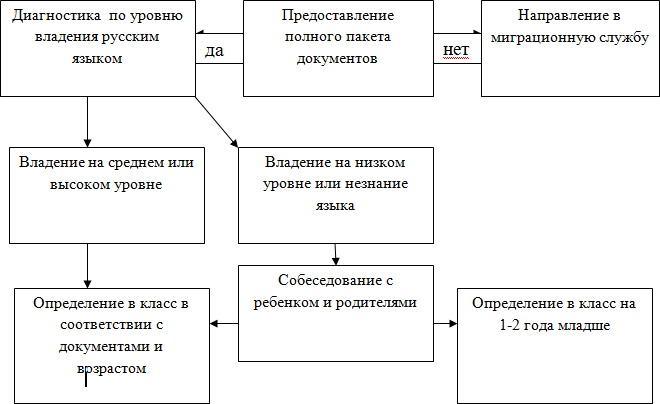 Диагностика по уровню
владения русским
языком
да
Предоставление
полного пакета
документов
нет
Направление в
миграционную службу
Владение на среднем или
высоком уровне
Владение на низком
уровне или незнание
языка
Собеседование с
ребенком и родителями
Определение в класс в
соответствии с
документами и
врзрастом
Определение в класс на
1-2 года младше